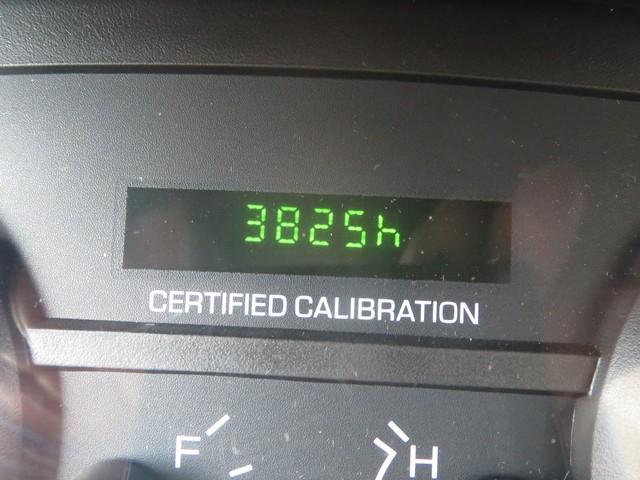 3825h
CERTIFIED CALIBRATION
F H